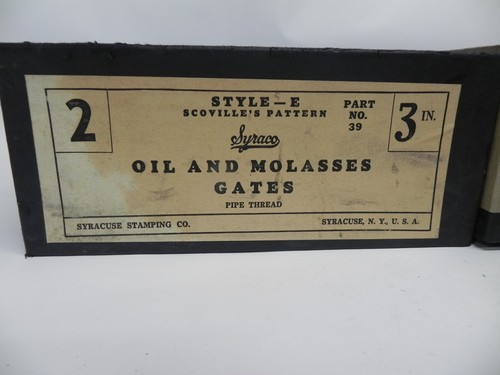 2
STYLE-E
SCOVILLE'S PATTERN
PART
NO.
39
3 IN.
Syraco
OIL AND MOLASSES
GATES
PIPE THREAD
SYRACUSE STAMPING CO.
SYRACUSE, N. Y., U. S. A.